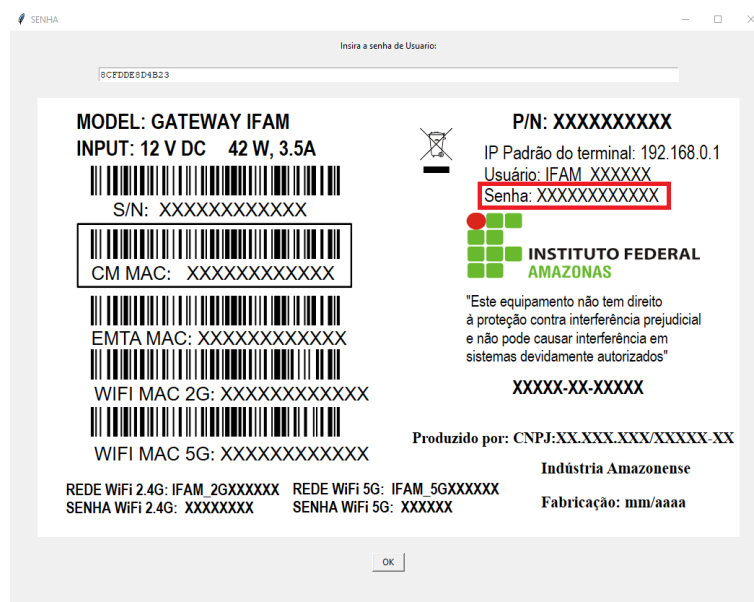 SENHA
Insira a senha de Usuario:
8CFDDE8D4B23
MODEL: GATEWAY IFAM
INPUT: 12 V DC 42 W, 3.5A
S/N: XXXXXXXXXXXX
CM MAC: XXXXXXXXXXXX
EMTA MAC: XXXXXXXXXXXX
WIFI MAC 2G: XXXXXXXXXXXX
WIFI MAC 5G: XXXXXXXXXXXX
REDE WiFi 2.4G: IFAM_2GXXXXXX REDE WiFi 5G: IFAM_5GXXXXXX
SENHA WiFi 2.4G: XXXXXXXX SENHA WiFi 5G: XXXXXX
P/N: XXXXXXXXXX
IP Padrão do terminal: 192.168.0.1
Usuário: IFAM_XXXXXX
Senha: XXXXXXXXXXXX
INSTITUTO FEDERAL
AMAZONAS
"Este equipamento não tem direito
à proteção contra interferência prejudicial
e não pode causar interferência em
sistemas devidamente autorizados"
XXXXX-XX-XXXXX
Produzido por: CNPJ:XX.XXX.XXX/XXXXX-XX
Indústria Amazonense
Fabricação: mm/aaaa
OK